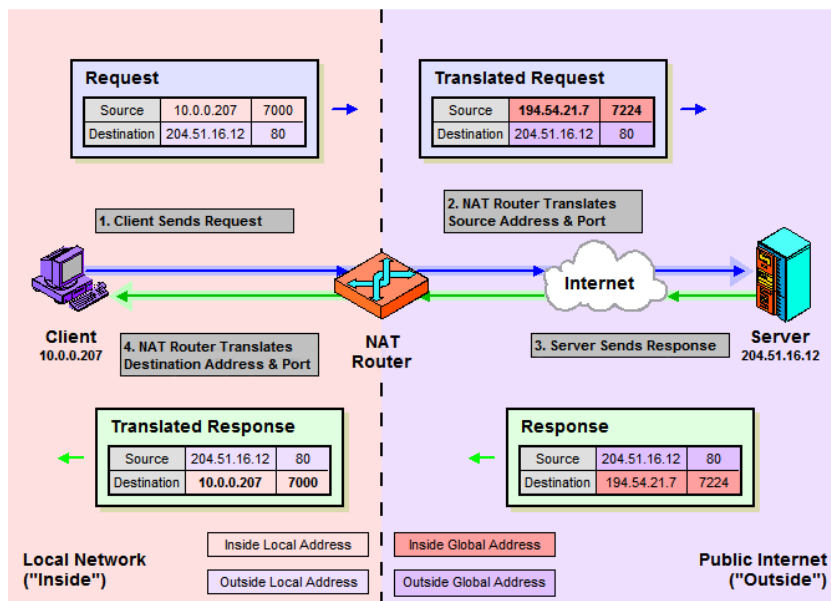 Request
Source 10.0.0.207 7000
Destination 204.51.16.12 80
Translated Request
Source 194.54.21.7 7224
Destination 204.51.16.12 80
1. Client Sends Request
2. NAT Router Translates
Source Address & Port
Internet
Client
10.0.0.207
NAT
Router
Server
204.51.16.12
4. NAT Router Translates
Destination Address & Port
3. Server Sends Response
Translated Response
Source 204.51.16.12 80
Destination 10.0.0.207 7000
Response
Source 204.51.16.12 80
Destination 194.54.21.7 7224
Local Network
("Inside")
Inside Local Address
Outside Local Address
Inside Global Address
Outside Global Address
Public Internet
("Outside")